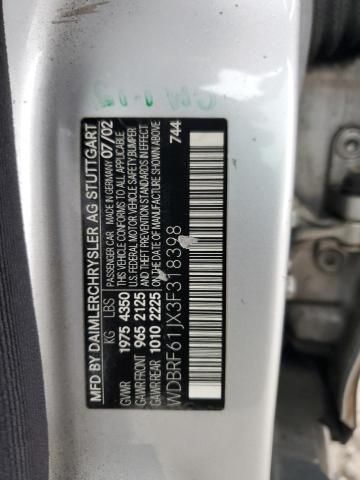 MFD BY DAIMLERCHRYSLER AG STUTTGART
PASSENGER CAR MADE IN GERMANY 07/02
KG LBS THIS VEHICLE CONFORMS TO ALL APPLICABLE
GVWR 1975 4350 U.S. FEDERAL MOTOR VEHICLE SAFETY, BUMPER
GAWR FRONT 965 2125 AND THEFT PREVENTION STANDARDS IN EFFECT
GAWR REAR 1010 2225 ON THE DATE OF MANUFACTURE SHOWN ABOVE.
744
WDBRF61JX3F318